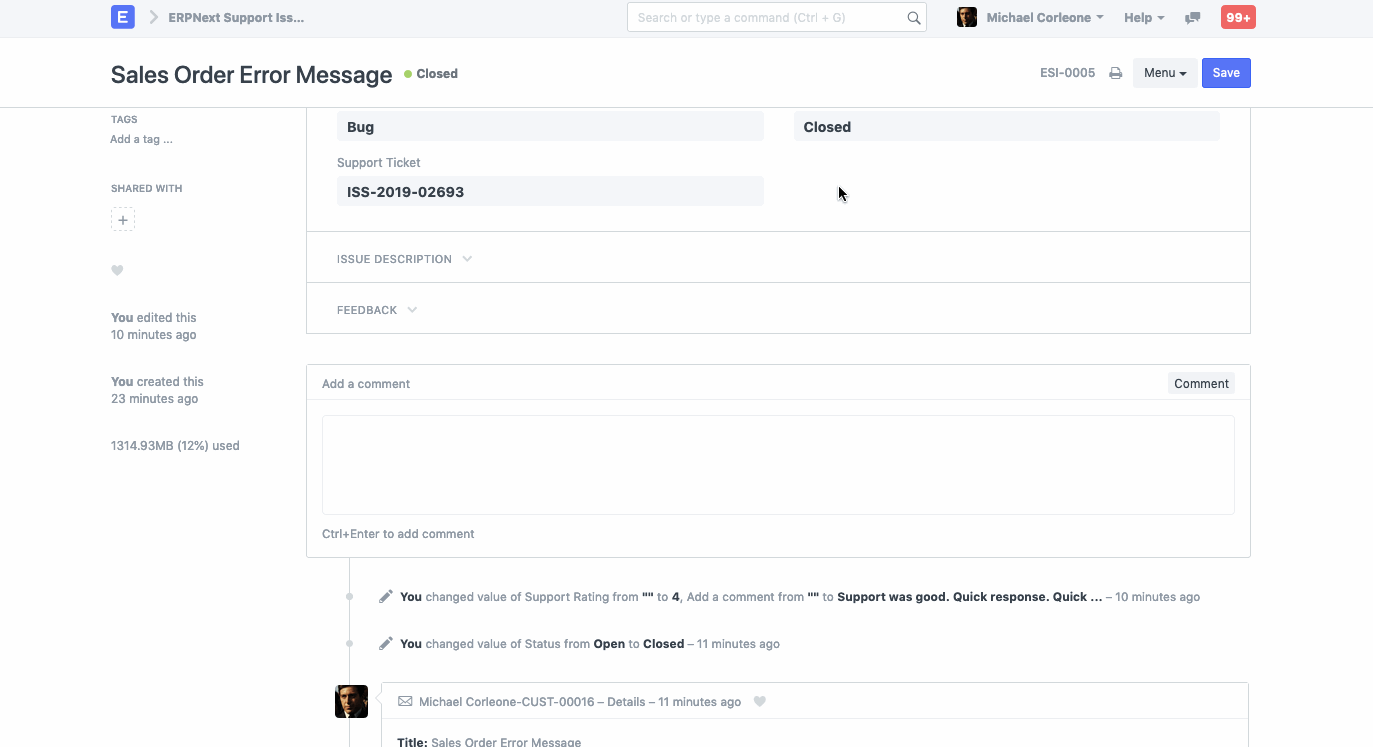 E ERPNext Support Iss... Search or type a command (Ctrl + G) Michael Corleone Help 99+
Sales Order Error Message Closed ESI-0005 Menu Save
TAGS
Add a tag ...
SHARED WITH
+
You edited this
10 minutes ago
You created this
23 minutes ago
1314.93MB (12%) used
Bug Closed
Support Ticket
ISS-2019-02693
ISSUE DESCRIPTION
FEEDBACK
Add a comment Comment
Ctrl+Enter to add comment
You changed value of Support Rating from "" to 4, Add a comment from "" to Support was good. Quick response. Quick ... – 10 minutes ago
You changed value of Status from Open to Closed – 11 minutes ago
Michael Corleone-CUST-00016 – Details – 11 minutes ago
Title: Sales Order Error Message